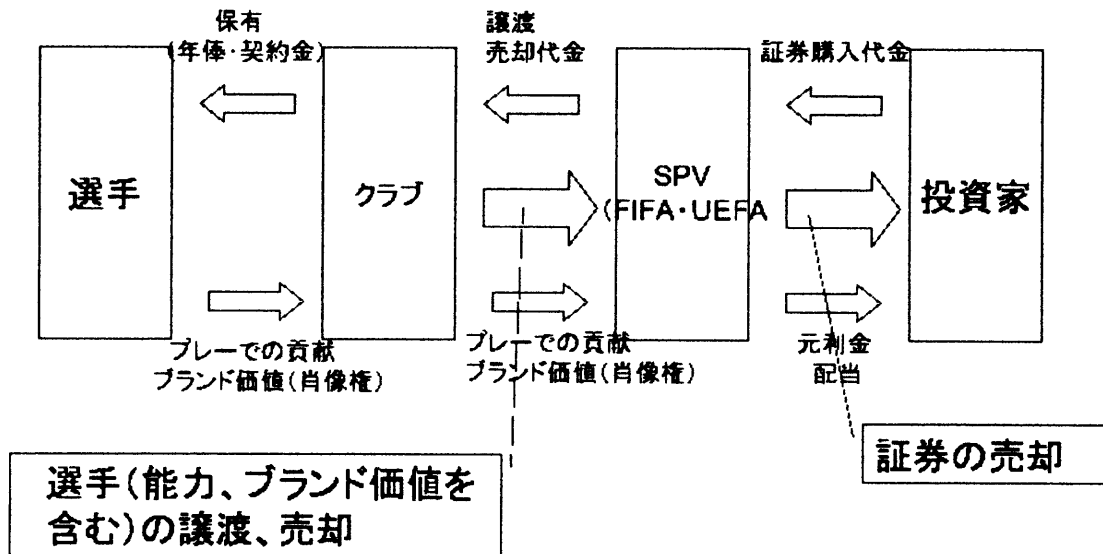 保有
(年俸・契約金)
譲渡
売却代金
証券購入代金
選手
クラブ
SPV
(FIFA・UEFA
投資家
プレーでの貢献
ブランド価値(肖像権)
プレーでの貢献
ブランド価値(肖像権)
元利金
配当
選手(能力、ブランド価値を
含む)の譲渡、売却
証券の売却